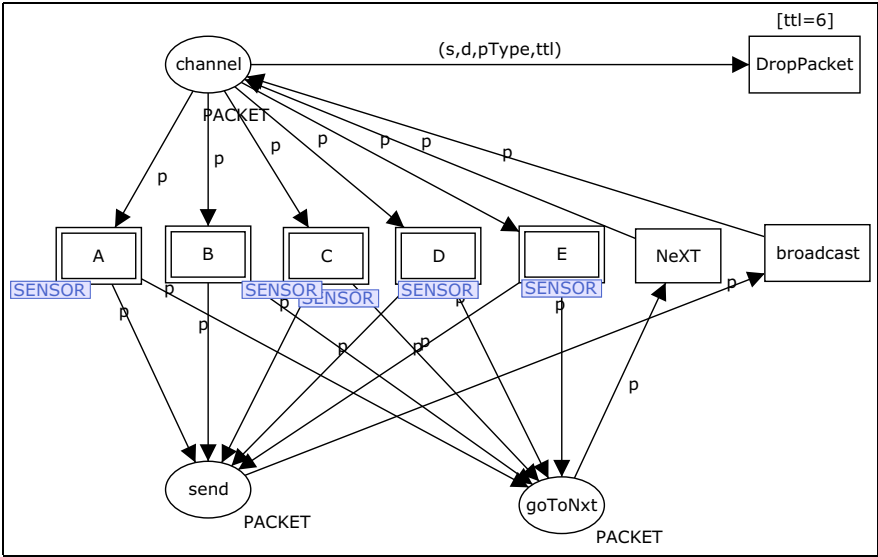 [ttl=6]
(s,d,pType,ttl)
channel
DropPacket
PACKET
p
p
p
p
p
p
p
p
A
B
C
D
E
NeXT
broadcast
SENSOR
SENSOR
SENSOR
SENSOR
SENSOR
p
p
p
p
p
p
p
p
p
p
p
send
goToNxt
PACKET
PACKET